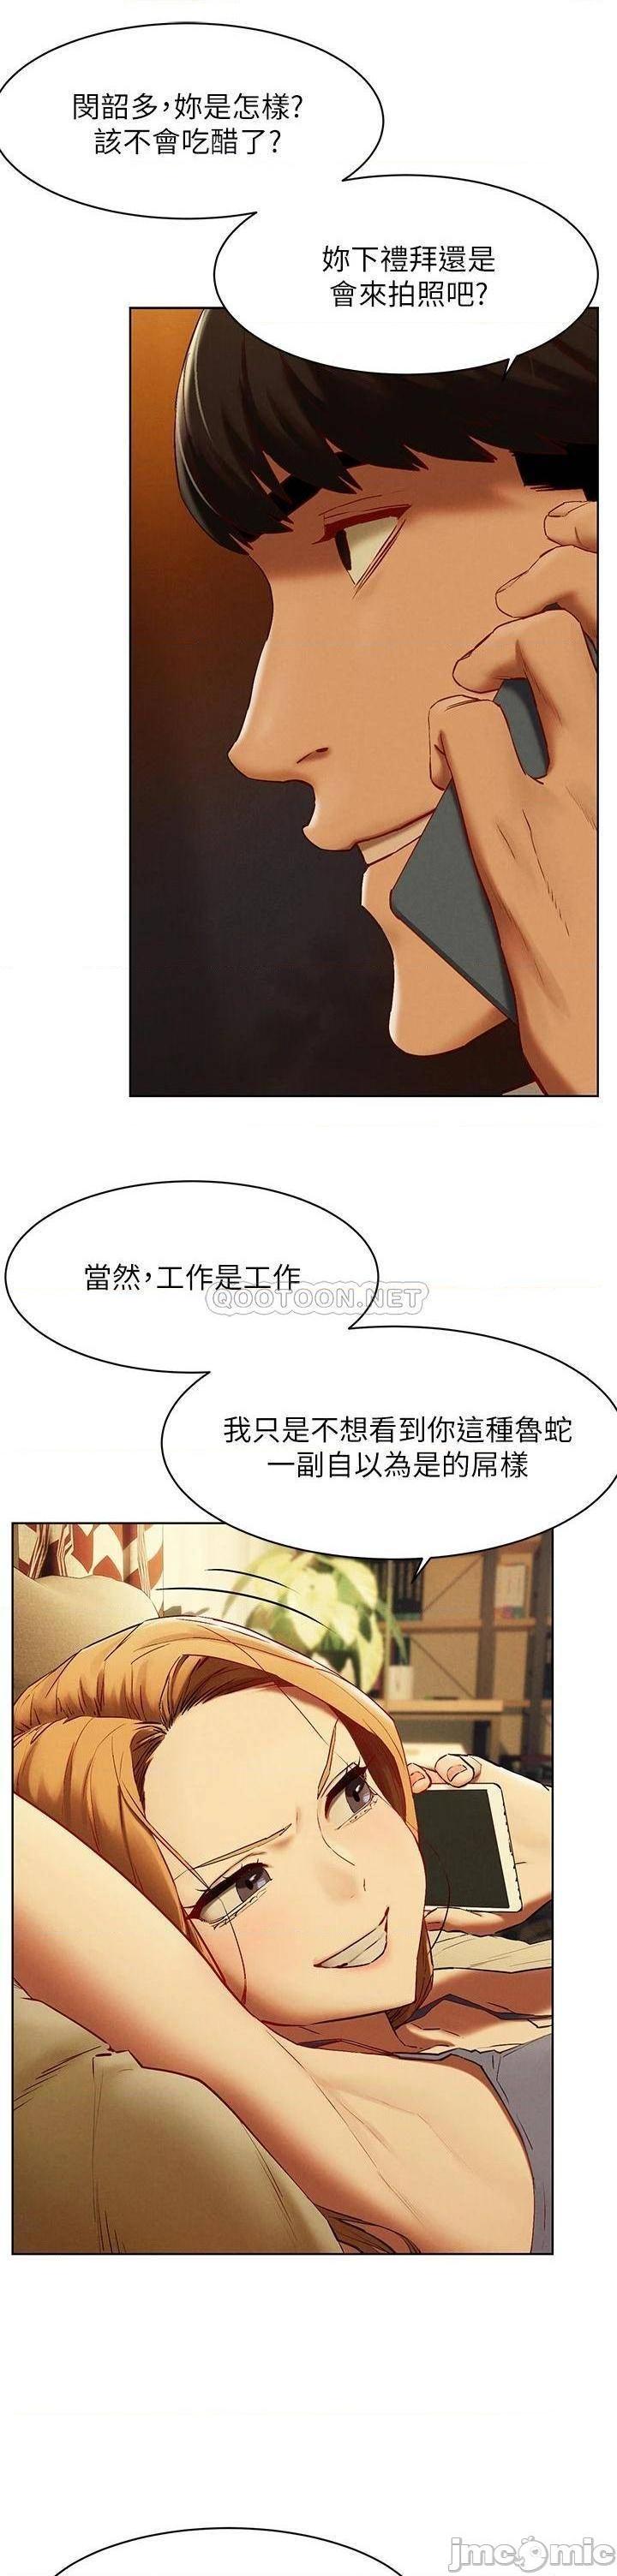 閔韶多，妳是怎樣？
該不會吃醋了？
妳下禮拜還是
會來拍照吧？
當然，工作是工作
QOOTOON.NET
我只是不想看到你這種魯蛇
一副自以為是的屌樣
jmcomic